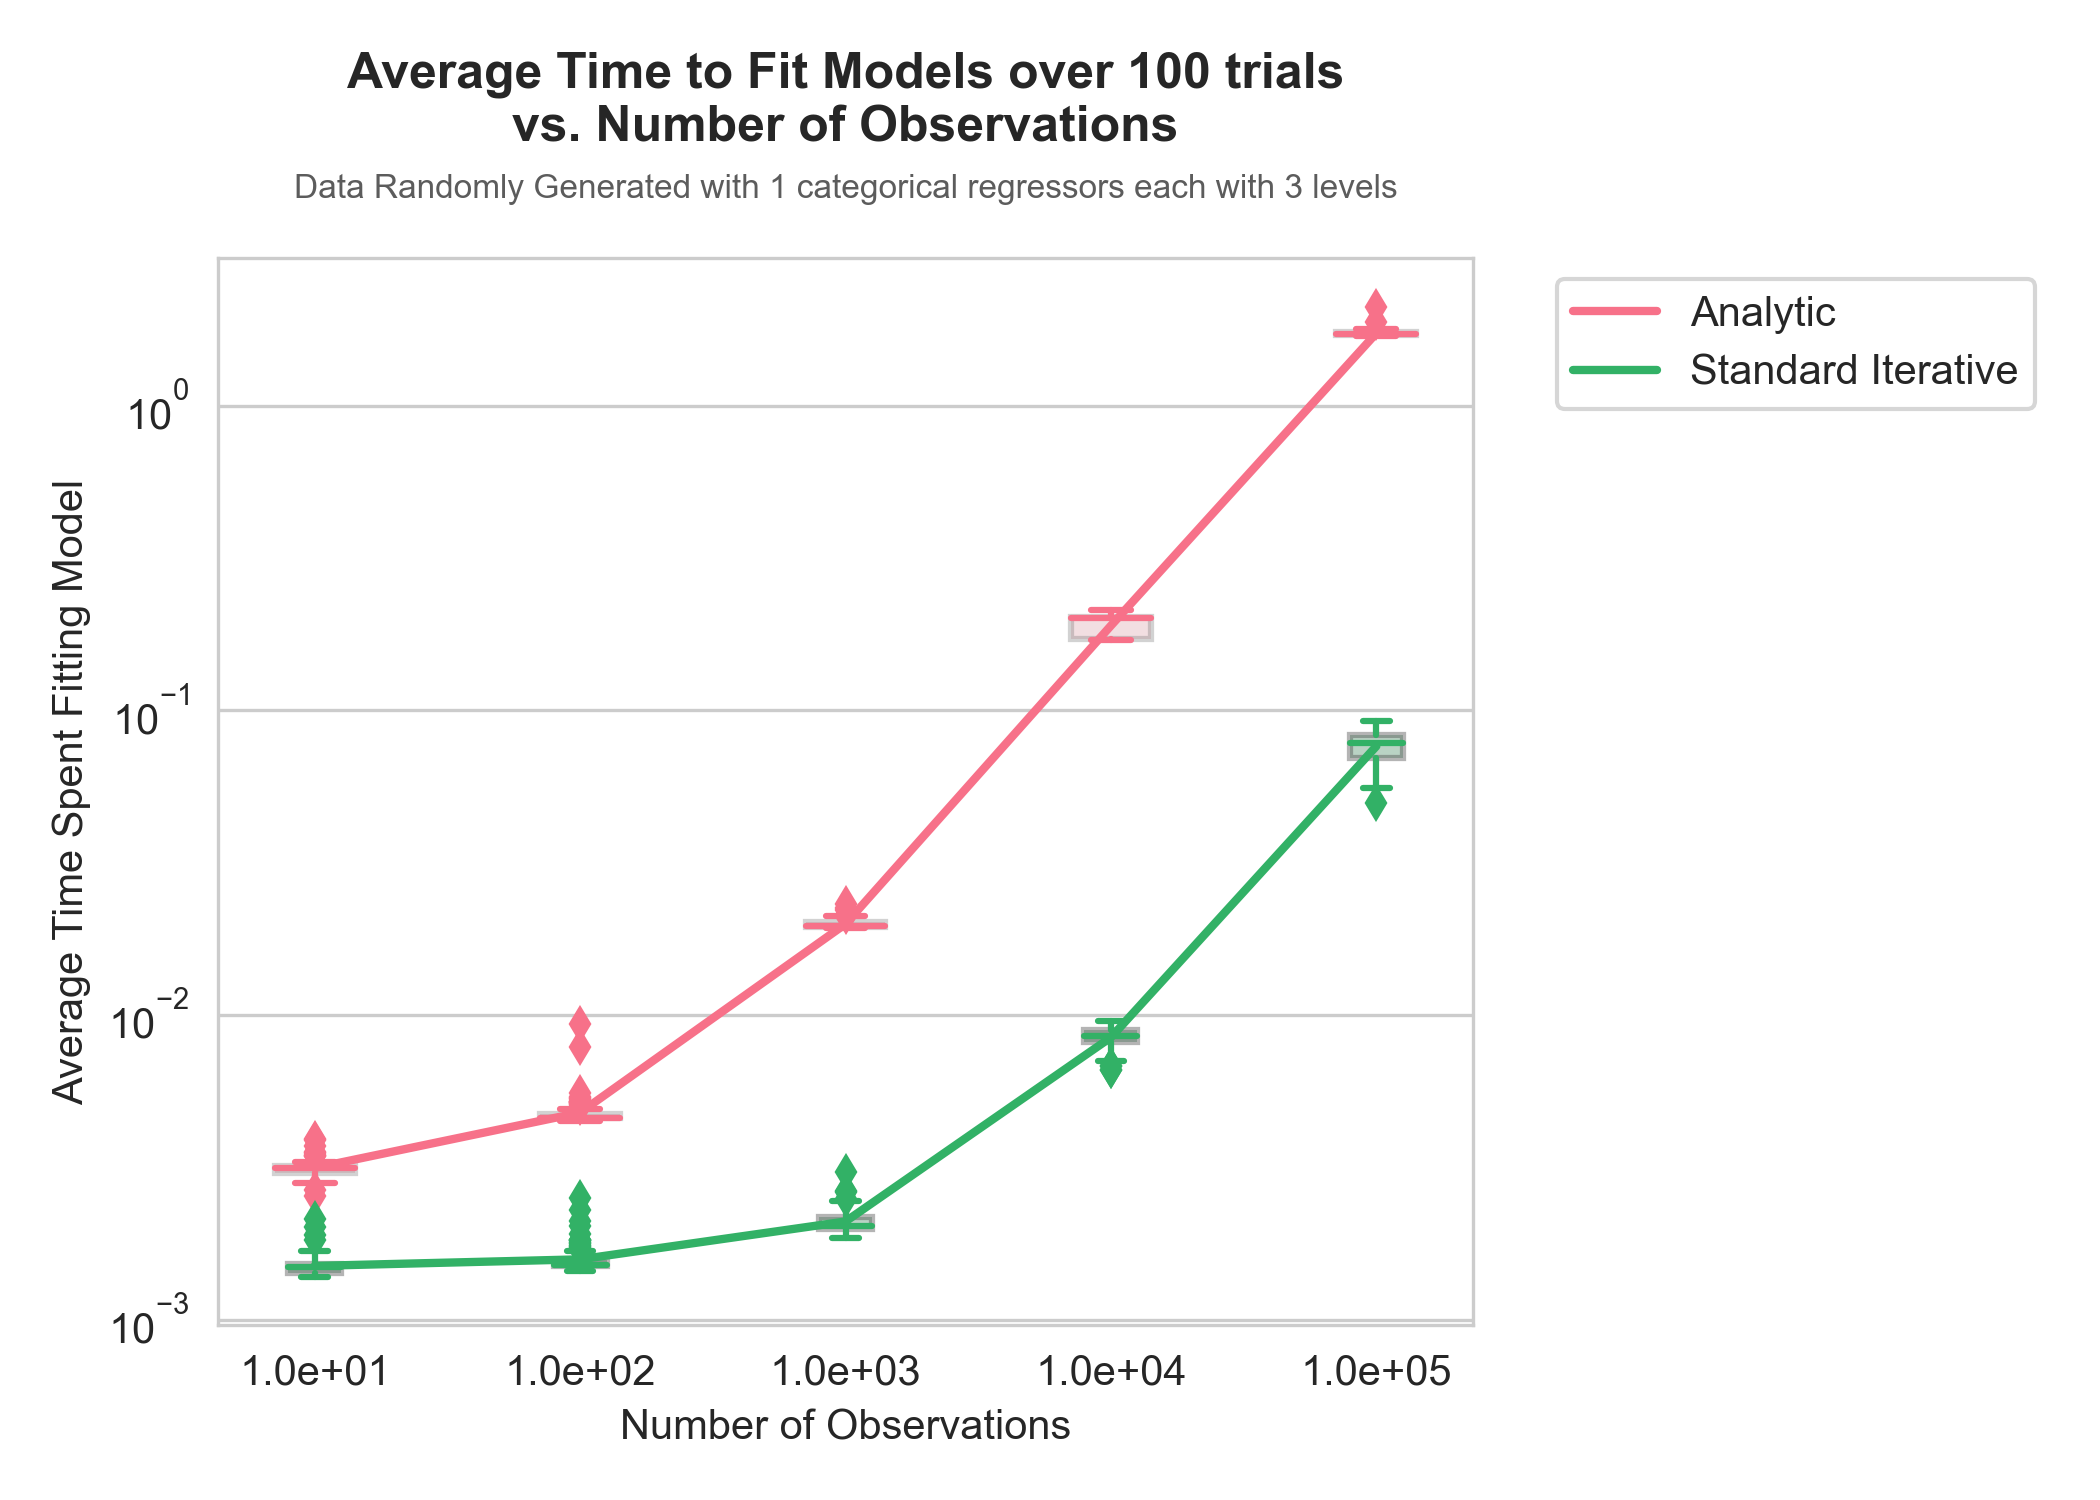 Average Time to Fit Models over 100 trials
vs. Number of Observations
Data Randomly Generated with 1 categorical regressors each with 3 levels
Analytic
Standard Iterative
Average Time Spent Fitting Model
10^0
10^−1
10^−2
10^−3
1.0e+01 1.0e+02 1.0e+03 1.0e+04 1.0e+05
Number of Observations